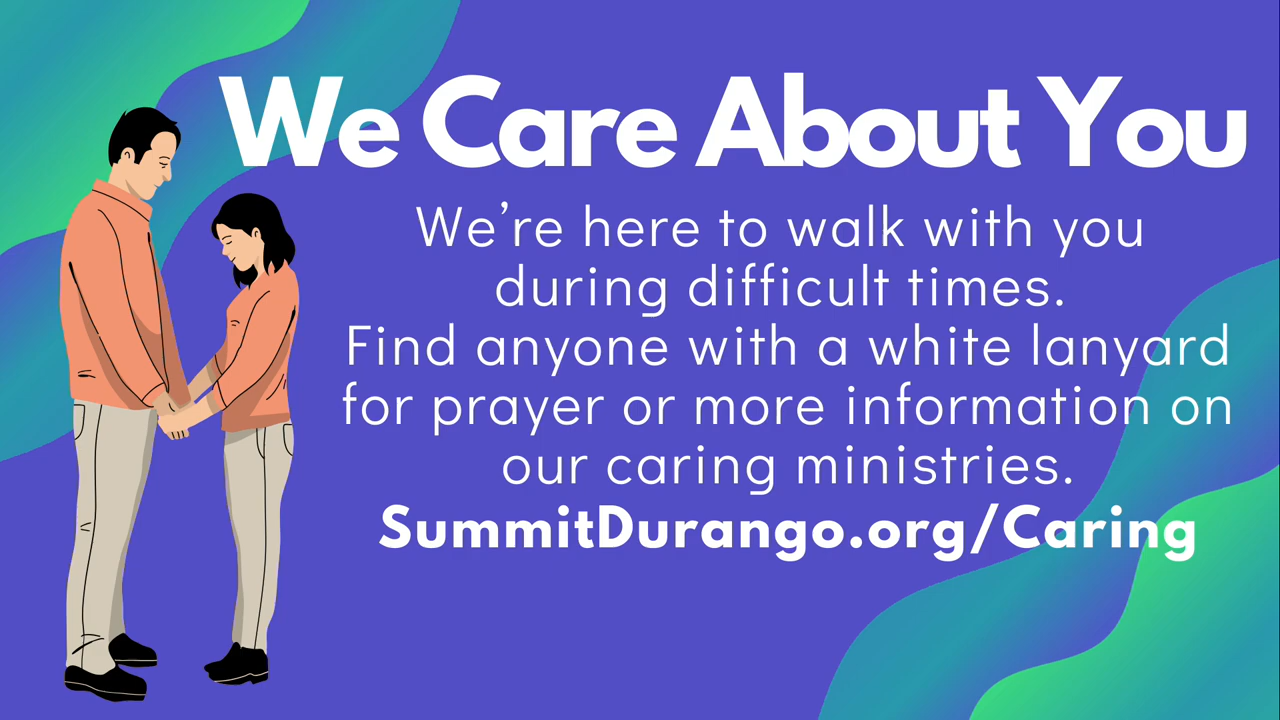 We Care About You
We’re here to walk with you
during difficult times.
Find anyone with a white lanyard
for prayer or more information on
our caring ministries.
SummitDurango.org/Caring